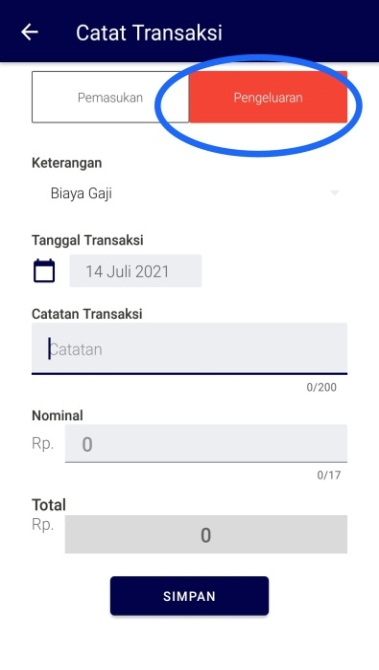 Catat Transaksi
Pemasukan Pengeluaran
Keterangan
Biaya Gaji
Tanggal Transaksi
14 Juli 2021
Catatan Transaksi
Catatan
0/200
Nominal
Rp. 0
0/17
Total
Rp. 0
SIMPAN